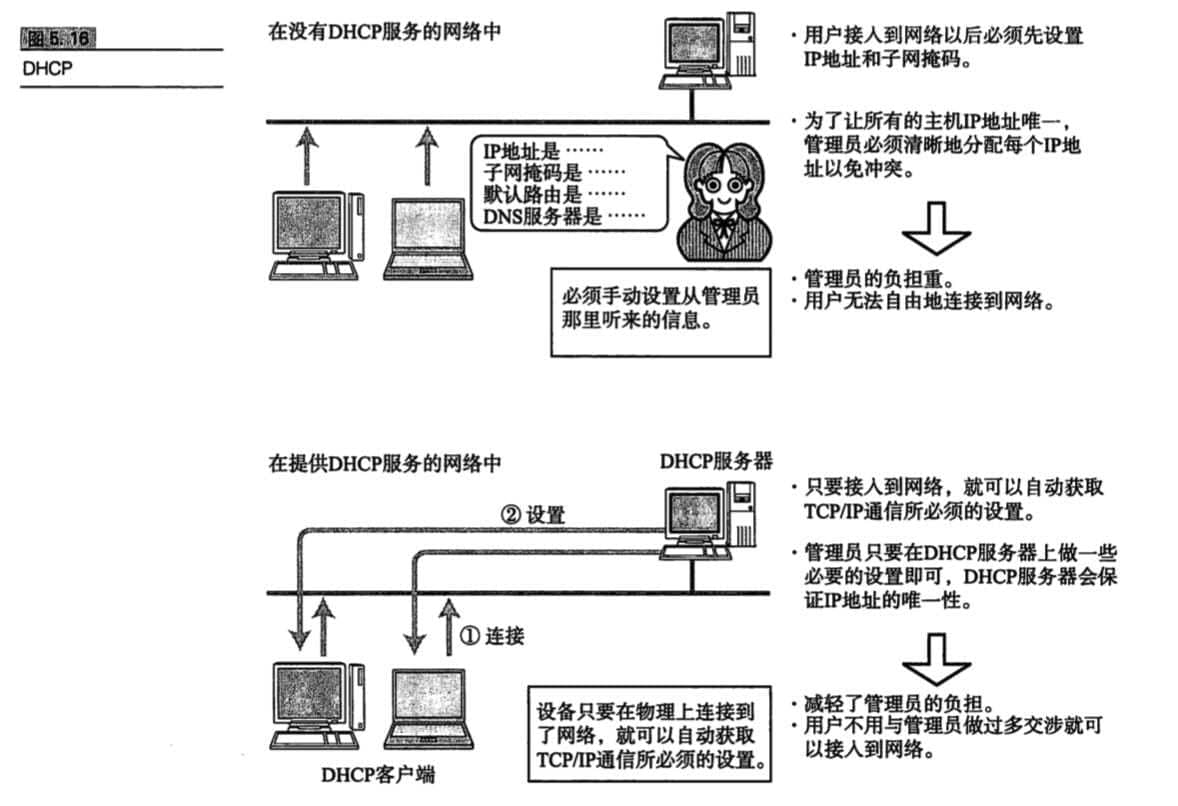 图 5.16
DHCP
在没有DHCP服务的网络中
IP地址是 ……
子网掩码是 ……
默认路由是 ……
DNS服务器是 ……
必须手动设置从管理员
那里听来的信息。
· 用户接入到网络以后必须先设置
IP地址和子网掩码。
· 为了让所有的主机IP地址唯一，
管理员必须清晰地分配每个IP地
址以免冲突。
· 管理员的负担重。
· 用户无法自由地连接到网络。
在提供DHCP服务的网络中
DHCP服务器
② 设置
① 连接
DHCP客户端
设备只要在物理上连接到
了网络，就可以自动获取
TCP/IP通信所必须的设置。
· 只要接入到网络，就可以自动获取
TCP/IP通信所必须的设置。
· 管理员只要在DHCP服务器上做一些
必要的设置即可，DHCP服务器会保
证IP地址的唯一性。
· 减轻了管理员的负担。
· 用户不用与管理员做过多交涉就可
以接入到网络。